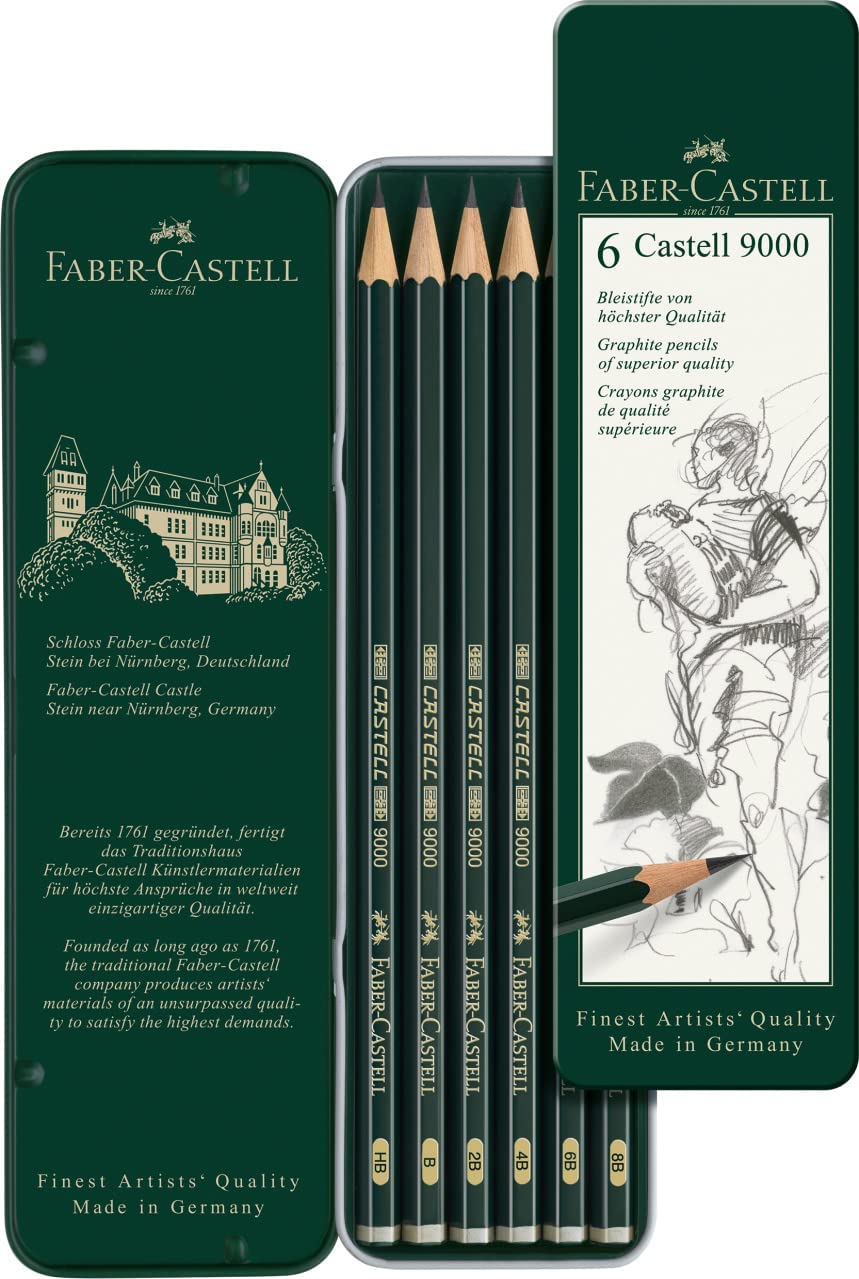 FABER-CASTELL
since 1761
Schloss Faber-Castell
Stein bei Nürnberg, Deutschland
Faber-Castell Castle
Stein near Nürnberg, Germany
Bereits 1761 gegründet, fertigt
das Traditionshaus
Faber-Castell Künstlermaterialien
für höchste Ansprüche in weltweit
einzigartiger Qualität.
Founded as long ago as 1761,
the traditional Faber-Castell
company produces artists‘
materials of an unsurpassed quali-
ty to satisfy the highest demands.
Finest Artists‘ Quality
Made in Germany
CASTELL 9000 FABER-CASTELL HB
CASTELL 9000 FABER-CASTELL B
CASTELL 9000 FABER-CASTELL 2B
CASTELL 9000 FABER-CASTELL 4B
6B
8B
FABER-CASTELL
since 1761
6 Castell 9000
Bleistifte von
höchster Qualität
Graphite pencils
of superior quality
Crayons graphite
de qualité
supérieure
Finest Artists‘ Quality
Made in Germany